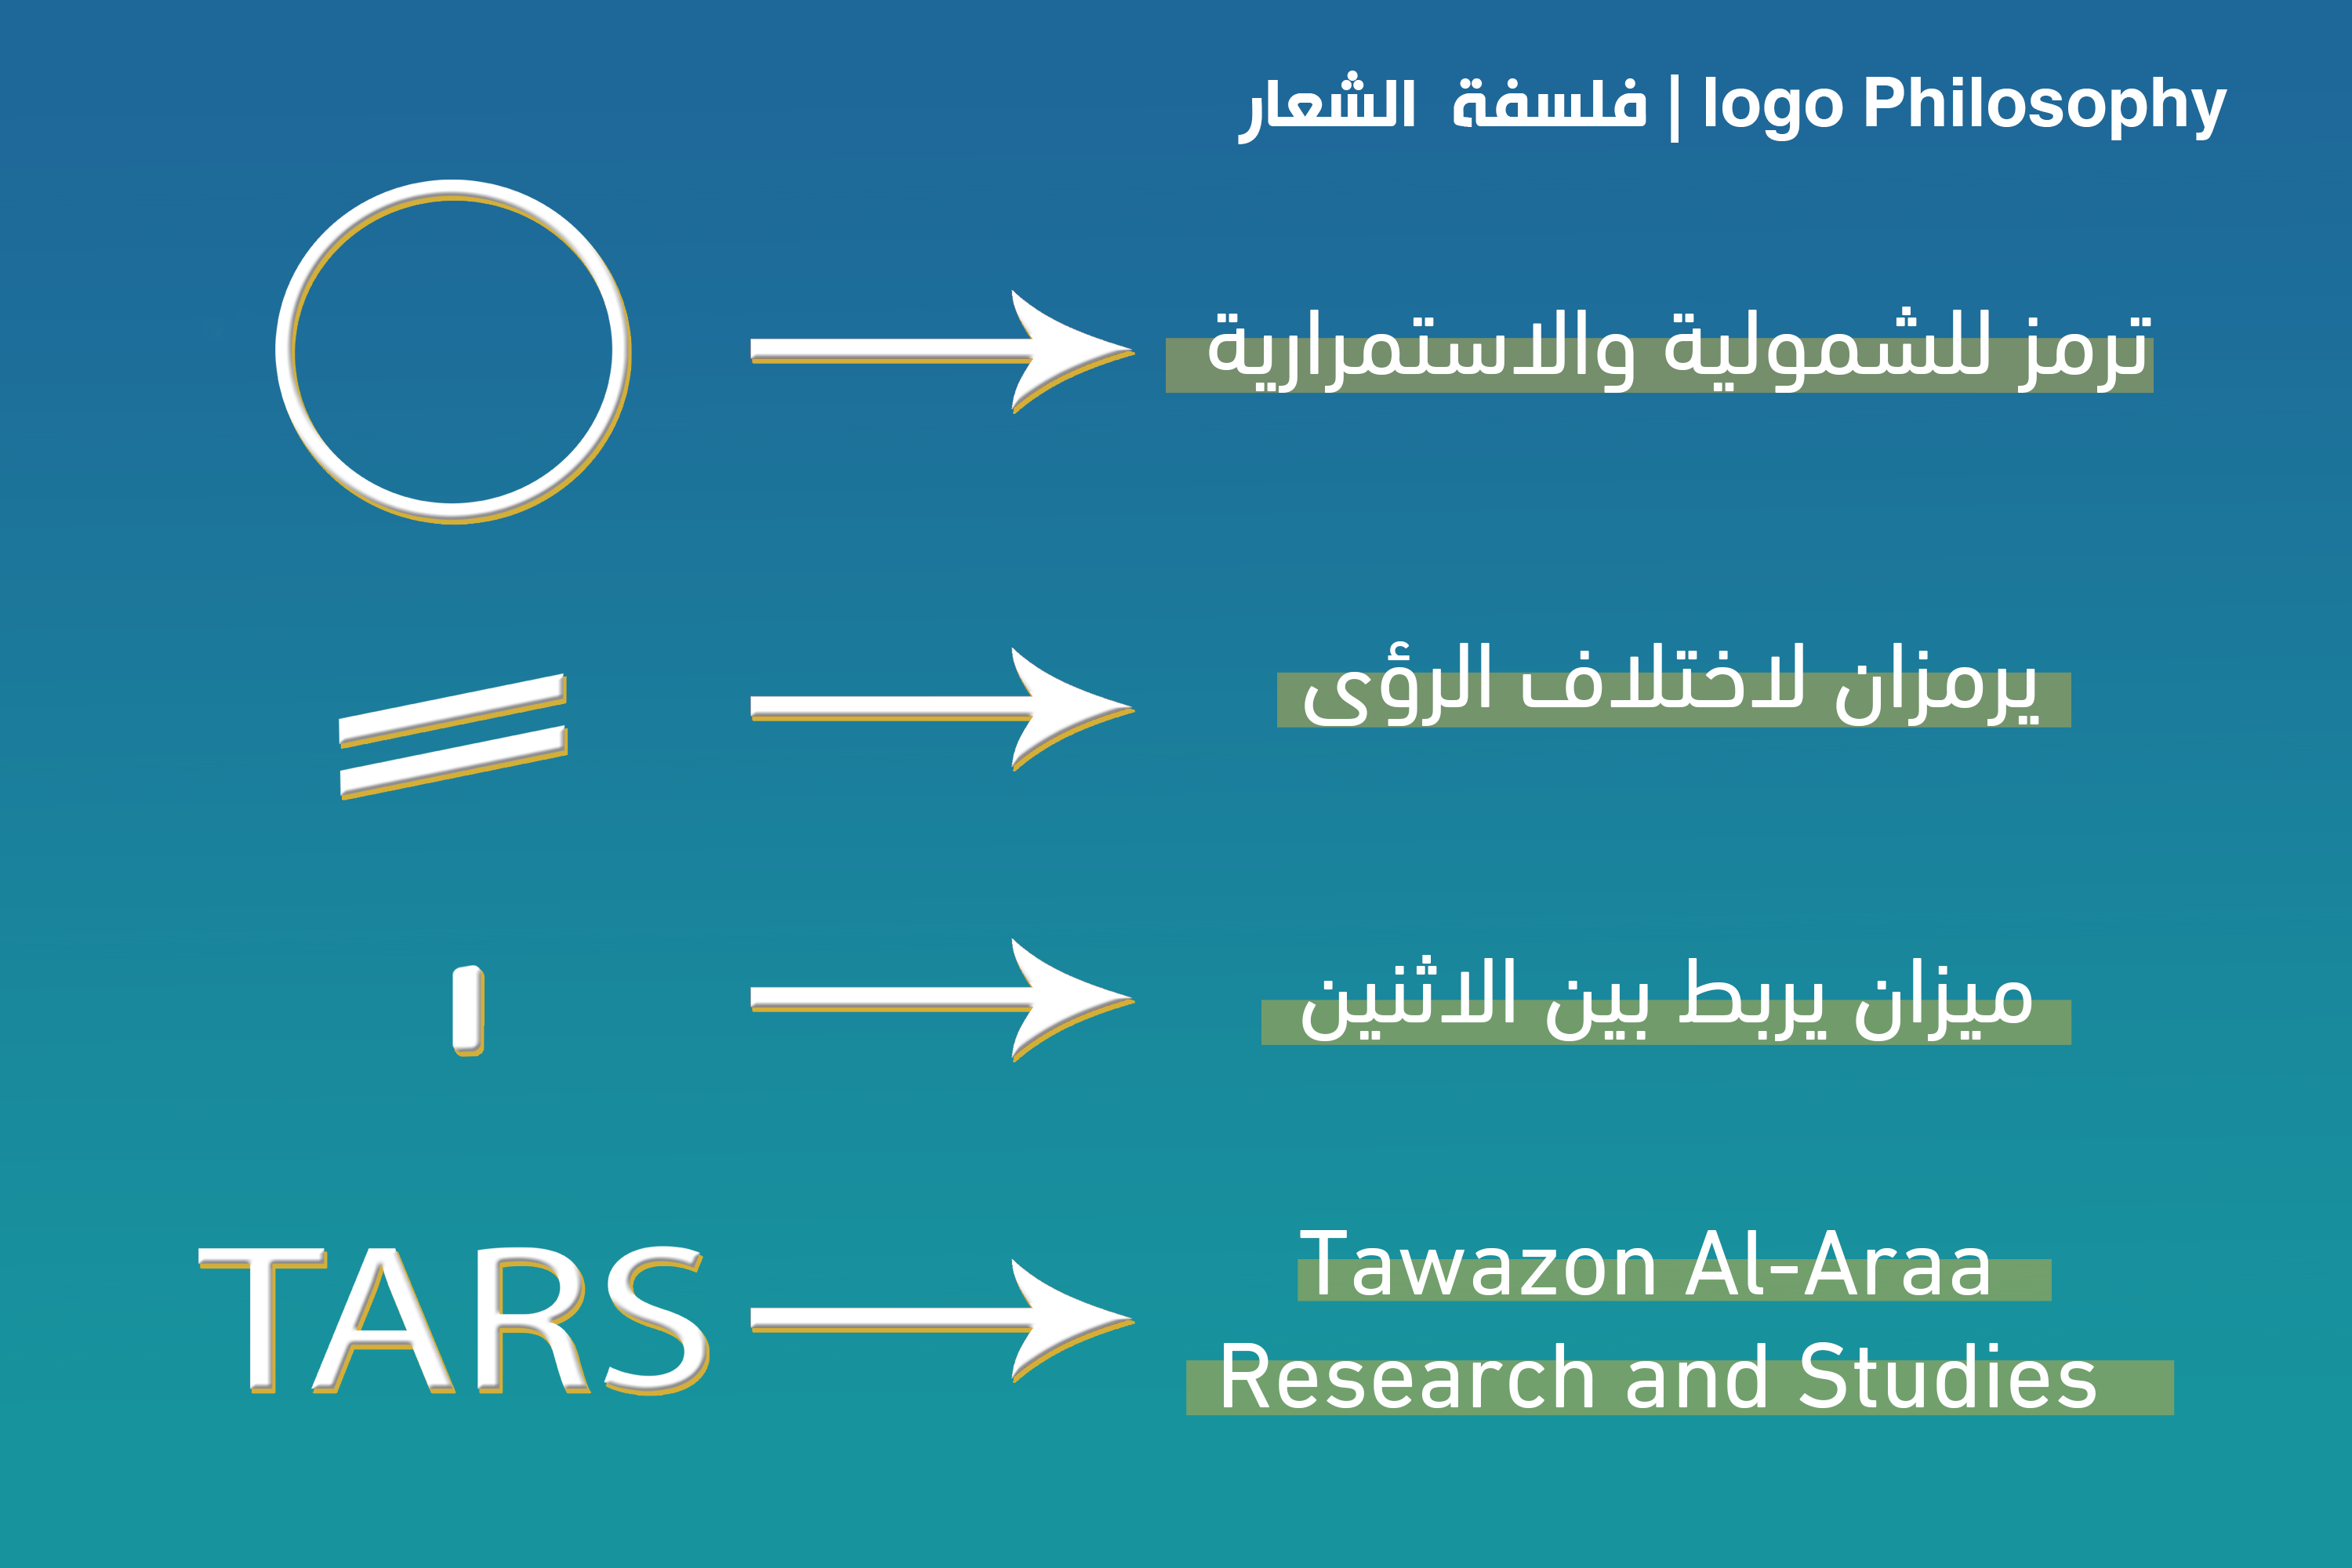 فلسفة الشعار | logo Philosophy
ترمز للشمولية والاستمرارية
يرمزان لاختلاف الرؤى
ميزان يربط بين الاثنين
TARS
Tawazon Al-Araa
Research and Studies